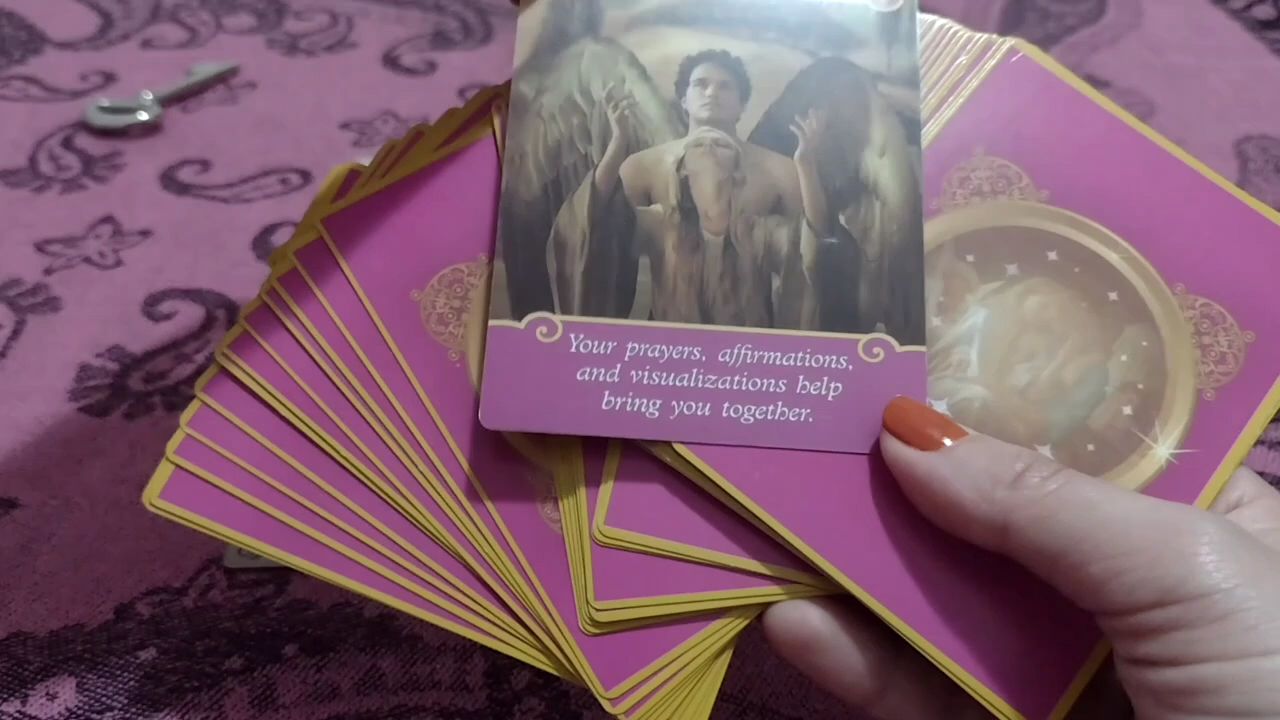 Your prayers, affirmations,
and visualizations help
bring you together.